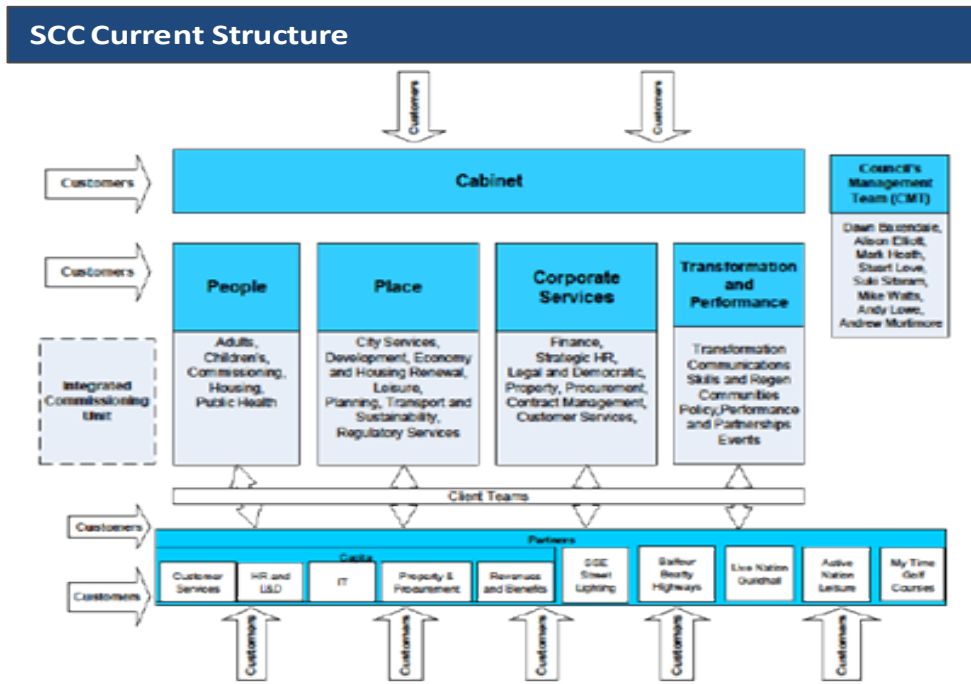 SCC Current Structure
Customers
Customers
Customers
Cabinet
Council's
Management
Team (CMT)
Dawn Baxendale,
Alison Elliott,
Mark Heath,
Stuart Love,
Suki Sitaram,
Mike Watts,
Andy Lowe,
Andrew Mortimore
Customers
People
Place
Corporate
Services
Transformation
and
Performance
Integrated
Commissioning
Unit
Adults,
Children's,
Commissioning,
Housing,
Public Health
City Services,
Development, Economy
and Housing Renewal,
Leisure,
Planning, Transport and
Sustainability,
Regulatory Services
Finance,
Strategic HR,
Legal and Democratic,
Property, Procurement,
Contract Management,
Customer Services,
Transformation
Communications
Skills and Regen
Communities
Policy,Performance
and Partnerships
Events
Client Teams
Customers
Partners
Capita
Customers
Customer
Services
HR and
L&D
IT
Property &
Procurement
Revenues
and Benefits
SSE
Street
Lighting
Balfour
Beatty
Highways
Live Nation
Guildhall
Active
Nation
Leisure
My Time
Golf
Courses
Customers
Customers
Customers
Customers
Customers